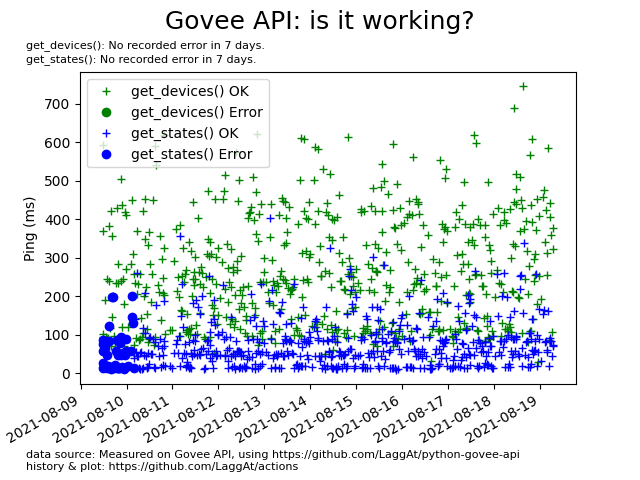 Govee API: is it working?
get_devices(): No recorded error in 7 days.
get_states(): No recorded error in 7 days.
get_devices() OK
get_devices() Error
get_states() OK
get_states() Error
Ping (ms)
700
600
500
400
300
200
100
0
2021-08-09
2021-08-10
2021-08-11
2021-08-12
2021-08-13
2021-08-14
2021-08-15
2021-08-16
2021-08-17
2021-08-18
2021-08-19
data source: Measured on Govee API, using https://github.com/LaggAt/python-govee-api
history & plot: https://github.com/LaggAt/actions